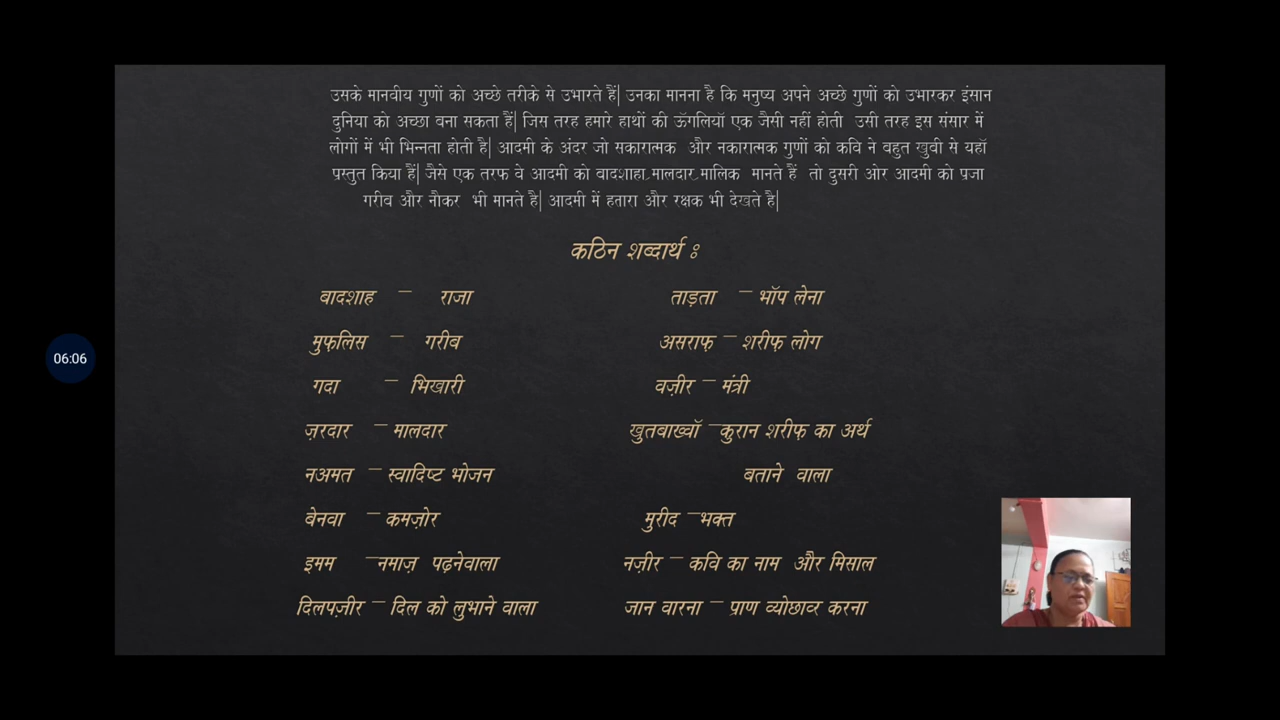 उसके मानवीय गुणों को अच्छे तरीके से उभारते हैं| उनका मानना है कि मनुष्य अपने अच्छे गुणों को उभारकर इंसान
दुनिया को अच्छा बना सकता हैं| जिस तरह हमारे हाथों की ऊँगलियाँ एक जैसी नहीं होती उसी तरह इस संसार में
लोगों में भी भिन्नता होती है| आदमी के अंदर जो सकारात्मक और नकारात्मक गुणों को कवि ने बहुत खुबी से यहाँ
प्रस्तुत किया हैं| जैसे एक तरफ वे आदमी को बादशाहा,मालदार,मालिक मानते हैं तो दुसरी ओर आदमी को प्रजा
गरीब और नौकर भी मानते है| आदमी में हतारा और रक्षक भी देखते है|
कठिन शब्दार्थ :
बादशाह – राजा ताड़ता – भाँप लेना
मुफ़लिस – गरीब असराफ़ – शरीफ़ लोग
गदा – भिखारी वज़ीर – मंत्री
ज़रदार – मालदार खुतबाख्वाँ – कुरान शरीफ़ का अर्थ
नअमत – स्वादिष्ट भोजन बताने वाला
बेनवा – कमज़ोर मुरीद – भक्त
इमम – नमाज़ पढ़नेवाला नज़ीर – कवि का नाम और मिसाल
दिलपज़ीर – दिल को लुभाने वाला जान वारना – प्राण करना
06:06